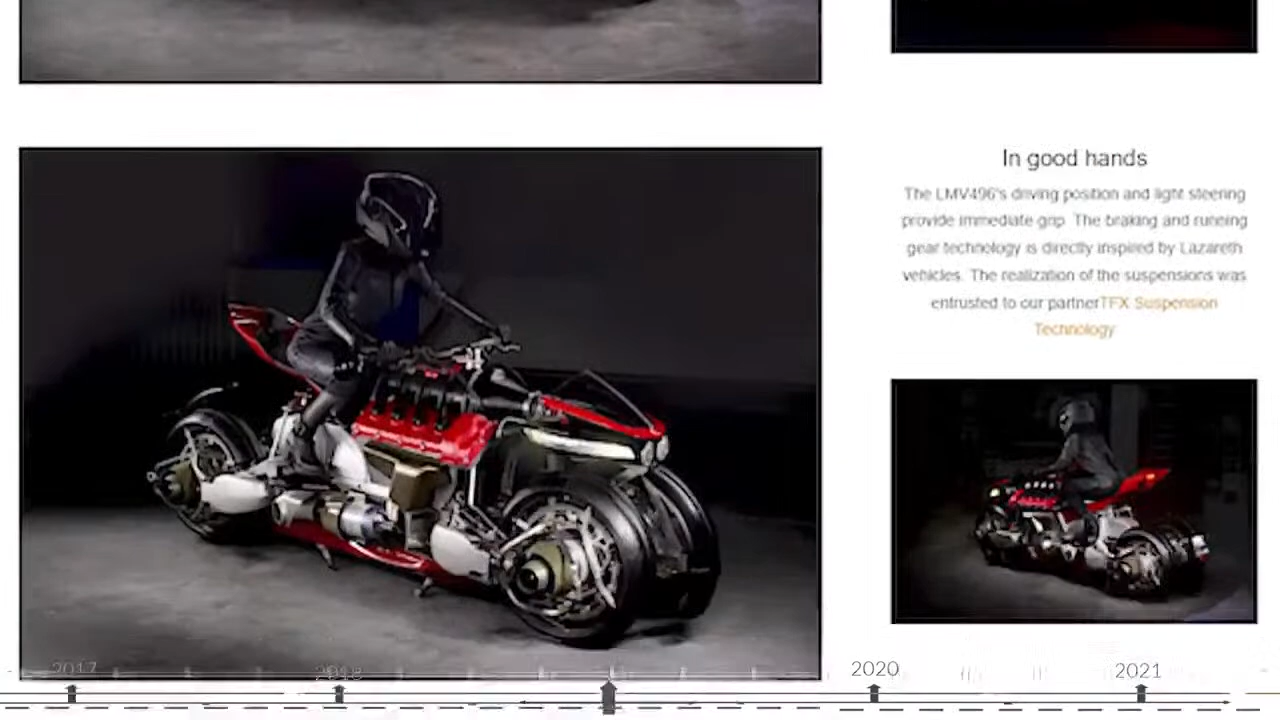 In good hands
The LMV496's driving position and light steering
provide immediate grip. The braking and running
gear technology is directly inspired by Lazareth
vehicles. The realization of the suspensions was
entrusted to our partnerTFX Suspension
Technology
2017 2018 2020 2021